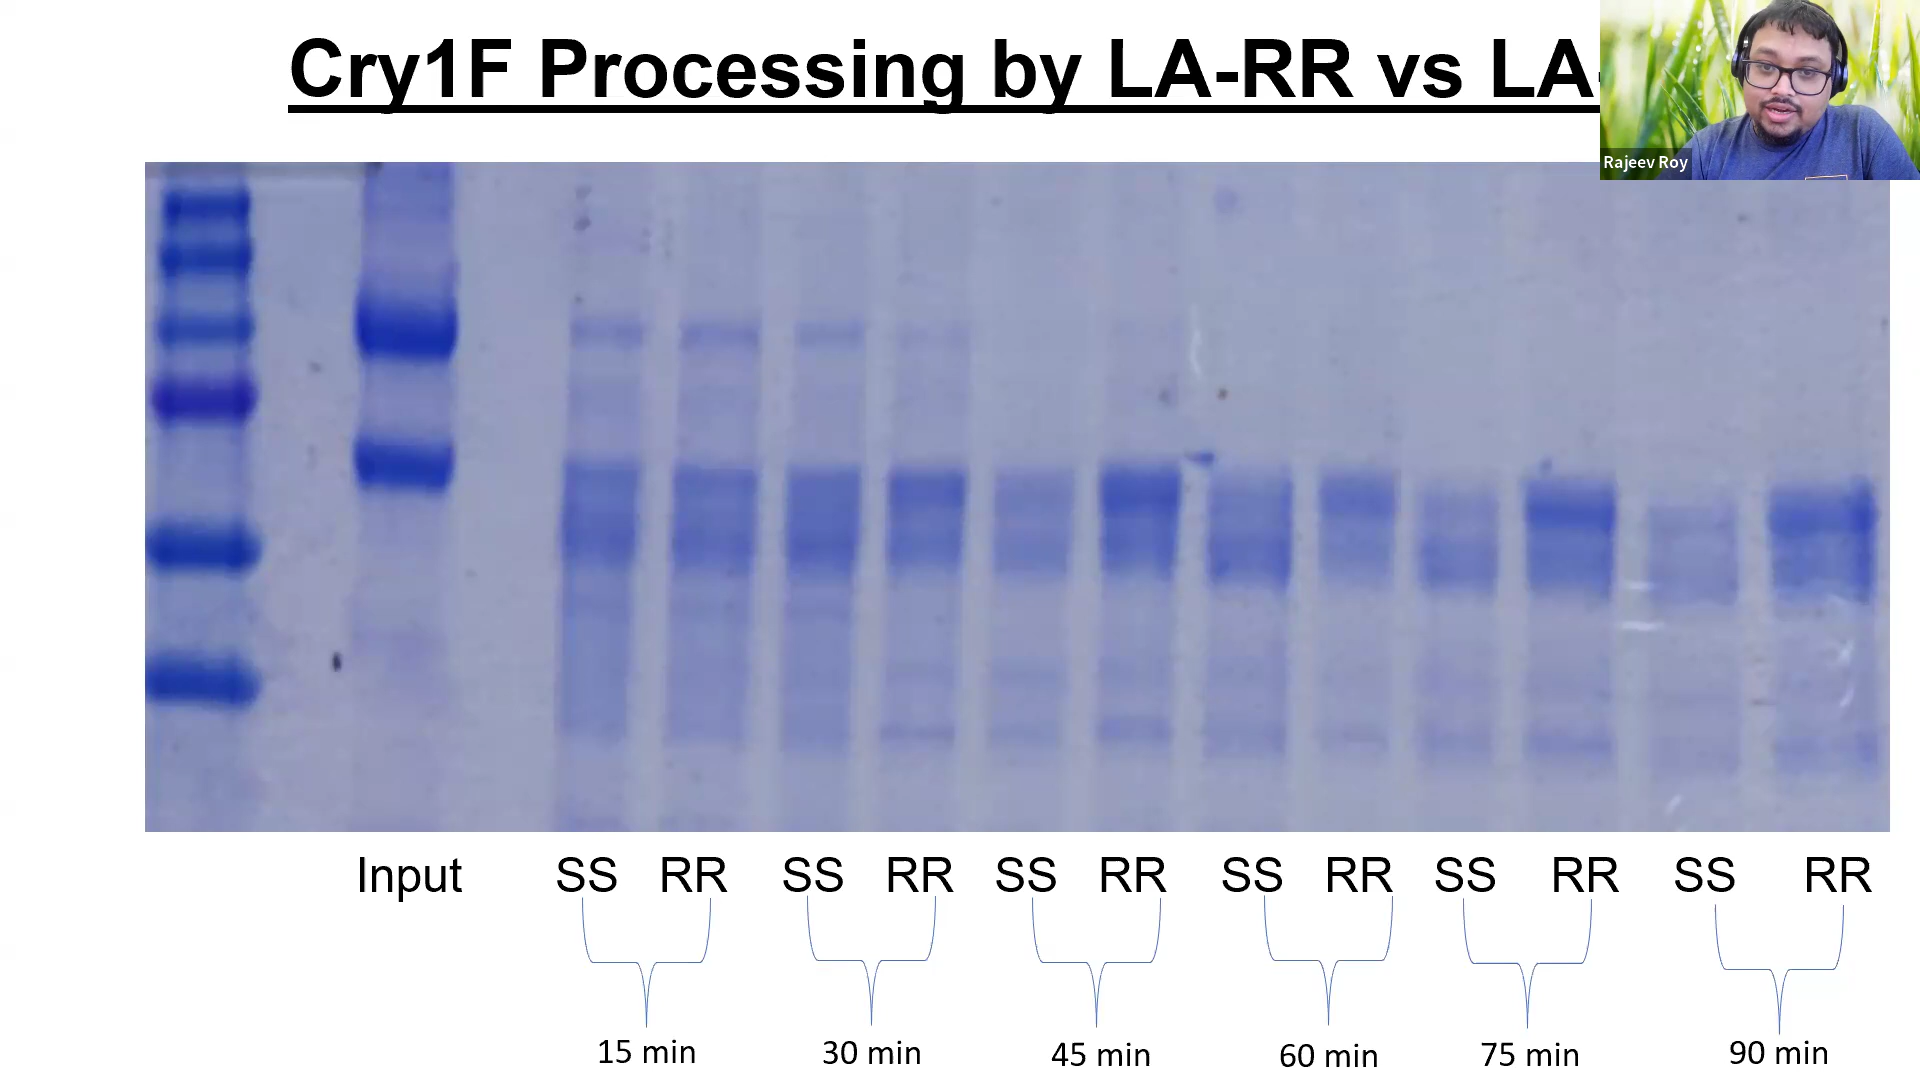 Cry1F Processing by LA-RR vs LA-
Rajeev Roy
Input SS RR SS RR SS RR SS RR SS RR SS RR
15 min 30 min 45 min 60 min 75 min 90 min